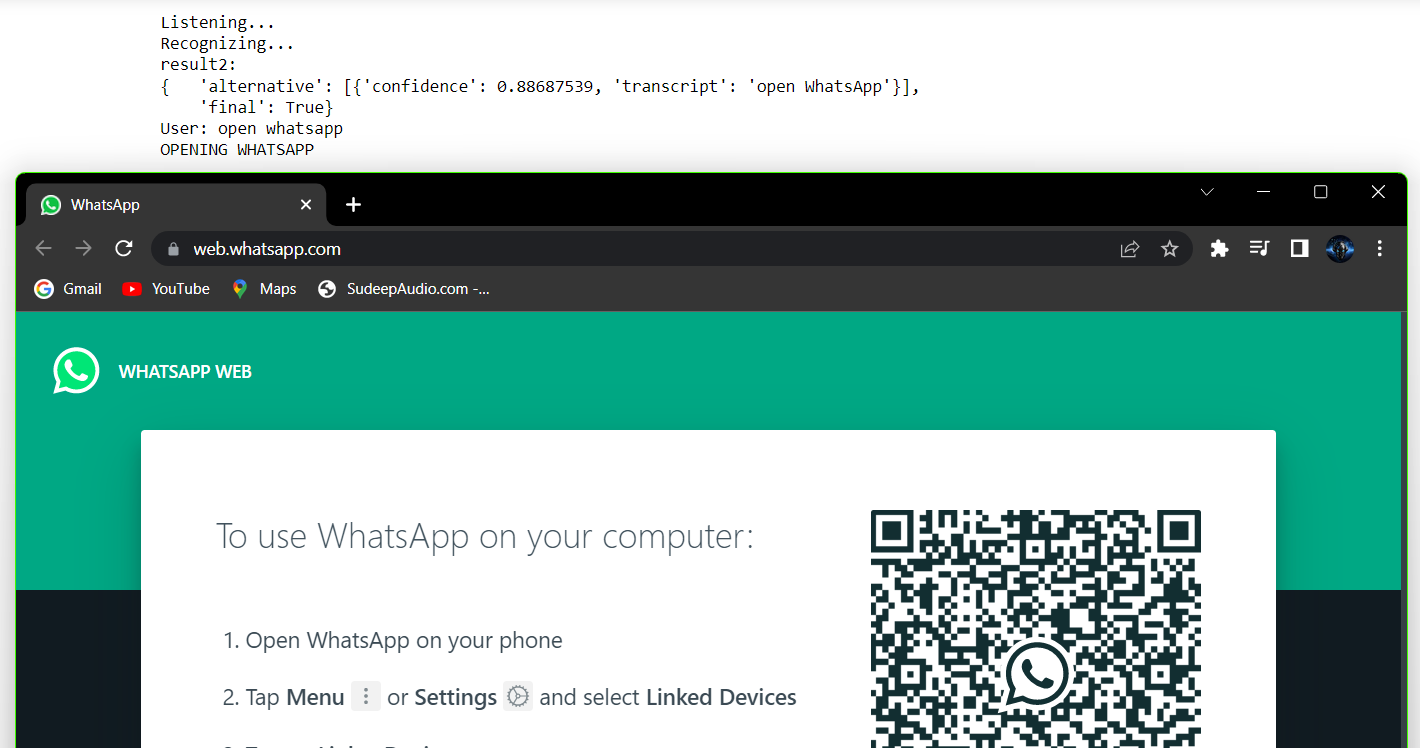 Listening...
Recognizing...
result2:
{   'alternative': [{'confidence': 0.88687539, 'transcript': 'open WhatsApp'}],
    'final': True}
User: open whatsapp
OPENING WHATSAPP
WhatsApp
web.whatsapp.com
Gmail YouTube Maps SudeepAudio.com -...
WHATSAPP WEB
To use WhatsApp on your computer:
1. Open WhatsApp on your phone
2. Tap Menu or Settings and select Linked Devices